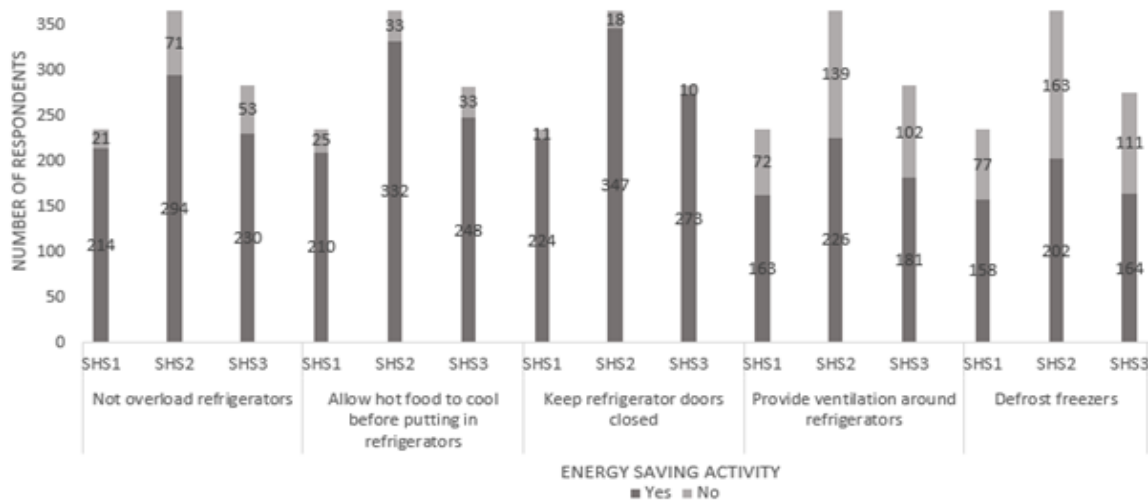 NUMBER OF RESPONDENTS
350
300
250
200
150
100
50
0
21 71 53 25 33 33 11 18 10 72 139 102 77 163 111
214 294 230 210 332 248 224 347 273 163 226 181 158 202 164
SHS1 SHS2 SHS3 SHS1 SHS2 SHS3 SHS1 SHS2 SHS3 SHS1 SHS2 SHS3 SHS1 SHS2 SHS3
Not overload refrigerators
Allow hot food to cool
before putting in
refrigerators
Keep refrigerator doors
closed
Provide ventilation around
refrigerators
Defrost freezers
ENERGY SAVING ACTIVITY
Yes No